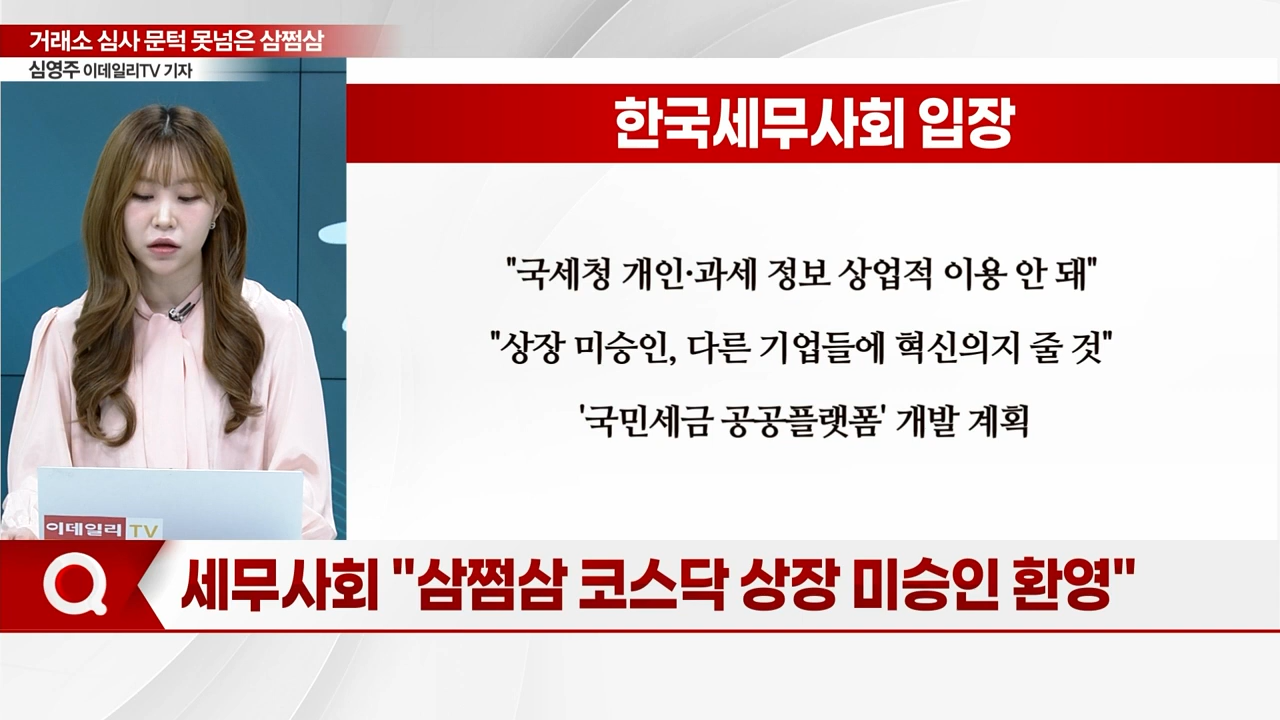 거래소 심사 문턱 못넘은 삼쩜삼
심영주 이데일리TV 기자
한국세무사회 입장
"국세청 개인·과세 정보 상업적 이용 안 돼"
"상장 미승인, 다른 기업들에 혁신의지 줄 것"
'국민세금 공공플랫폼' 개발 계획
이데일리 TV
세무사회 "삼쩜삼 코스닥 상장 미승인 환영"